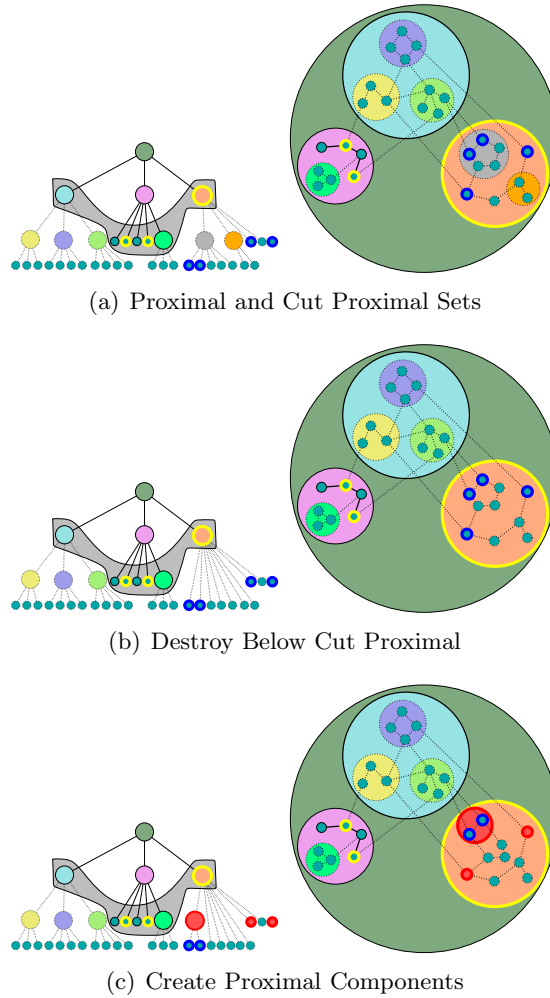 (a) Proximal and Cut Proximal Sets
(b) Destroy Below Cut Proximal
(c) Create Proximal Components